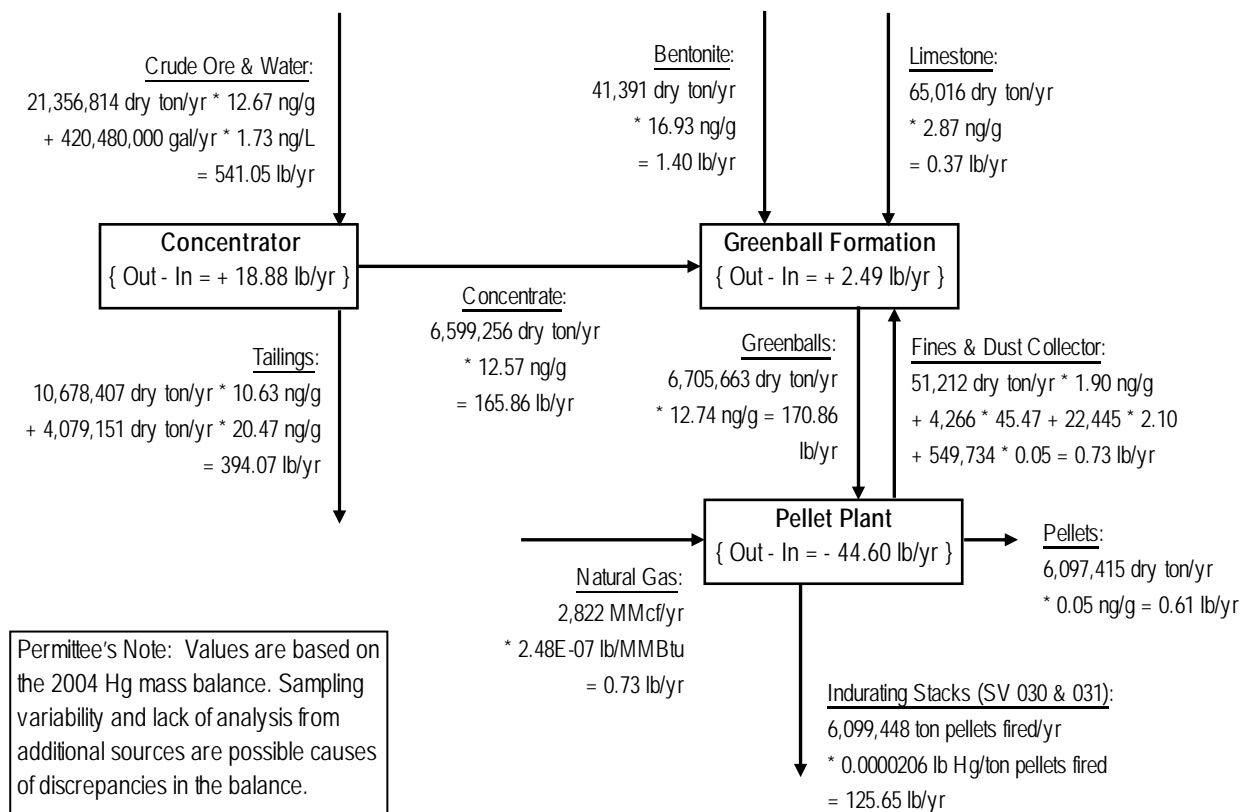 Crude Ore & Water:
21,356,814 dry ton/yr * 12.67 ng/g
+ 420,480,000 gal/yr * 1.73 ng/L
= 541.05 lb/yr
Bentonite:
41,391 dry ton/yr
* 16.93 ng/g
= 1.40 lb/yr
Limestone:
65,016 dry ton/yr
* 2.87 ng/g
= 0.37 lb/yr
Concentrator
{ Out - In = + 18.88 lb/yr }
Greenball Formation
{ Out - In = + 2.49 lb/yr }
Concentrate:
6,599,256 dry ton/yr
* 12.57 ng/g
= 165.86 lb/yr
Tailings:
10,678,407 dry ton/yr * 10.63 ng/g
+ 4,079,151 dry ton/yr * 20.47 ng/g
= 394.07 lb/yr
Greenballs:
6,705,663 dry ton/yr
* 12.74 ng/g = 170.86
lb/yr
Fines & Dust Collector:
51,212 dry ton/yr * 1.90 ng/g
+ 4,266 * 45.47 + 22,445 * 2.10
+ 549,734 * 0.05 = 0.73 lb/yr
Pellet Plant
{ Out - In = - 44.60 lb/yr }
Pellets:
6,097,415 dry ton/yr
* 0.05 ng/g = 0.61 lb/yr
Natural Gas:
2,822 MMcf/yr
* 2.48E-07 lb/MMBtu
= 0.73 lb/yr
Indurating Stacks (SV 030 & 031):
6,099,448 ton pellets fired/yr
* 0.0000206 lb Hg/ton pellets fired
= 125.65 lb/yr
Permittee's Note: Values are based on
the 2004 Hg mass balance. Sampling
variability and lack of analysis from
additional sources are possible causes
of discrepancies in the balance.